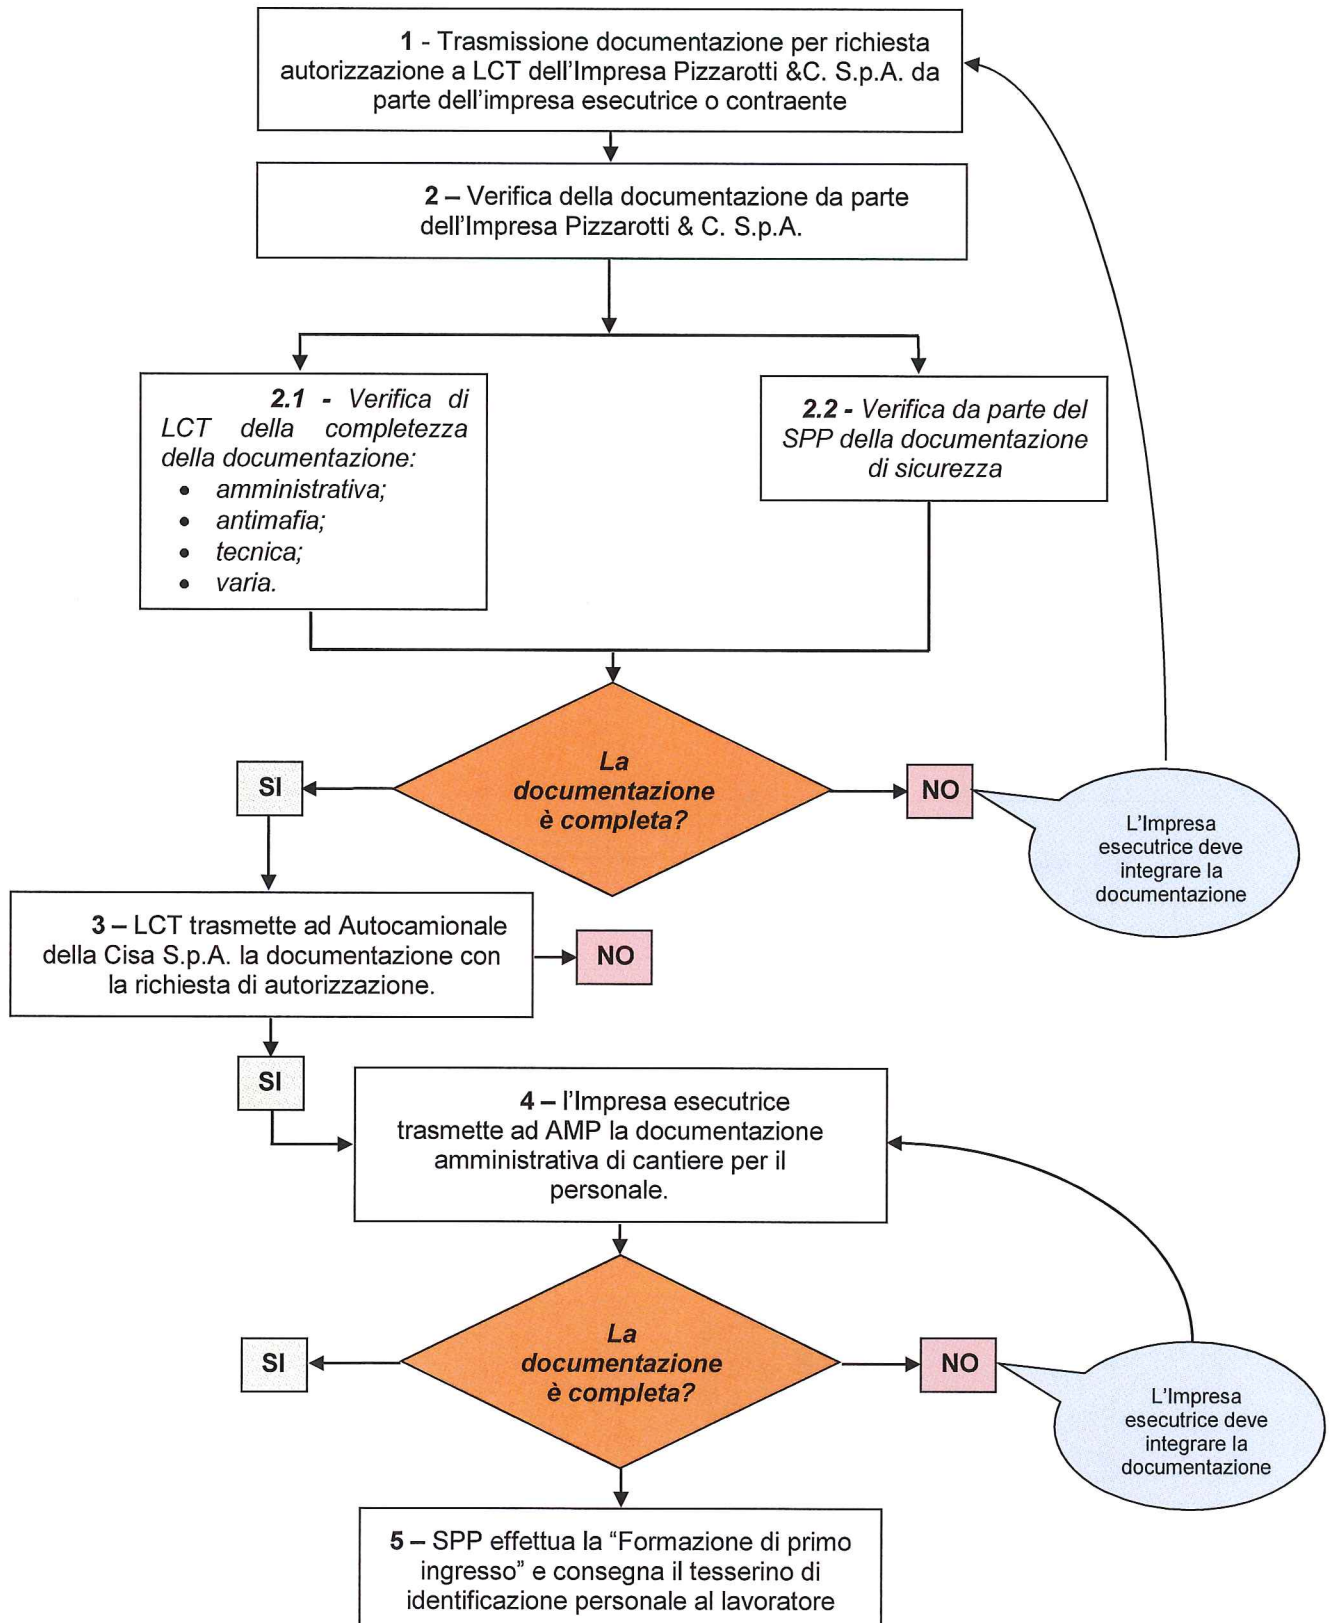 1 - Trasmissione documentazione per richiesta
autorizzazione a LCT dell'Impresa Pizzarotti &C. S.p.A. da
parte dell'impresa esecutrice o contraente
2 – Verifica della documentazione da parte
dell'Impresa Pizzarotti & C. S.p.A.
2.1 - Verifica di
LCT della completezza
della documentazione:
• amministrativa;
• antimafia;
• tecnica;
• varia.
2.2 - Verifica da parte del
SPP della documentazione
di sicurezza
La
documentazione
è completa?
SI
NO
L'Impresa
esecutrice deve
integrare la
documentazione
3 – LCT trasmette ad Autocamionale
della Cisa S.p.A. la documentazione con
la richiesta di autorizzazione.
NO
SI
4 – l'Impresa esecutrice
trasmette ad AMP la documentazione
amministrativa di cantiere per il
personale.
La
documentazione
è completa?
SI
NO
L'Impresa
esecutrice deve
integrare la
documentazione
5 – SPP effettua la “Formazione di primo
ingresso” e consegna il tesserino di
identificazione personale al lavoratore